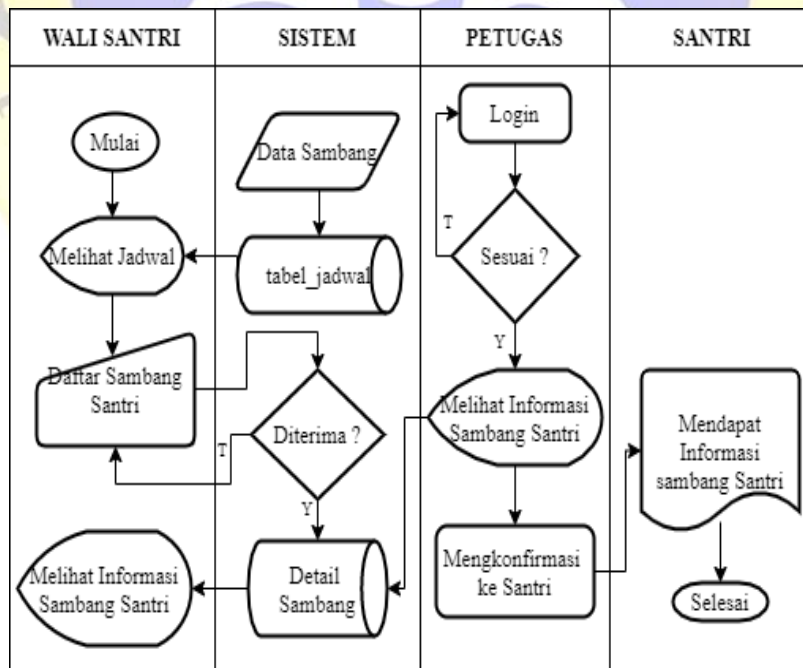 WALI SANTRI
SISTEM
PETUGAS
SANTRI
Mulai
Melihat Jadwal
Daftar Sambang
Santri
Melihat Informasi
Sambang Santri
Data Sambang
tabel_jadwal
Diterima ?
T
Y
Detail
Sambang
Login
T
Sesuai ?
Y
Melihat Informasi
Sambang Santri
Mengkonfirmasi
ke Santri
Mendapat
Informasi
sambang Santri
Selesai